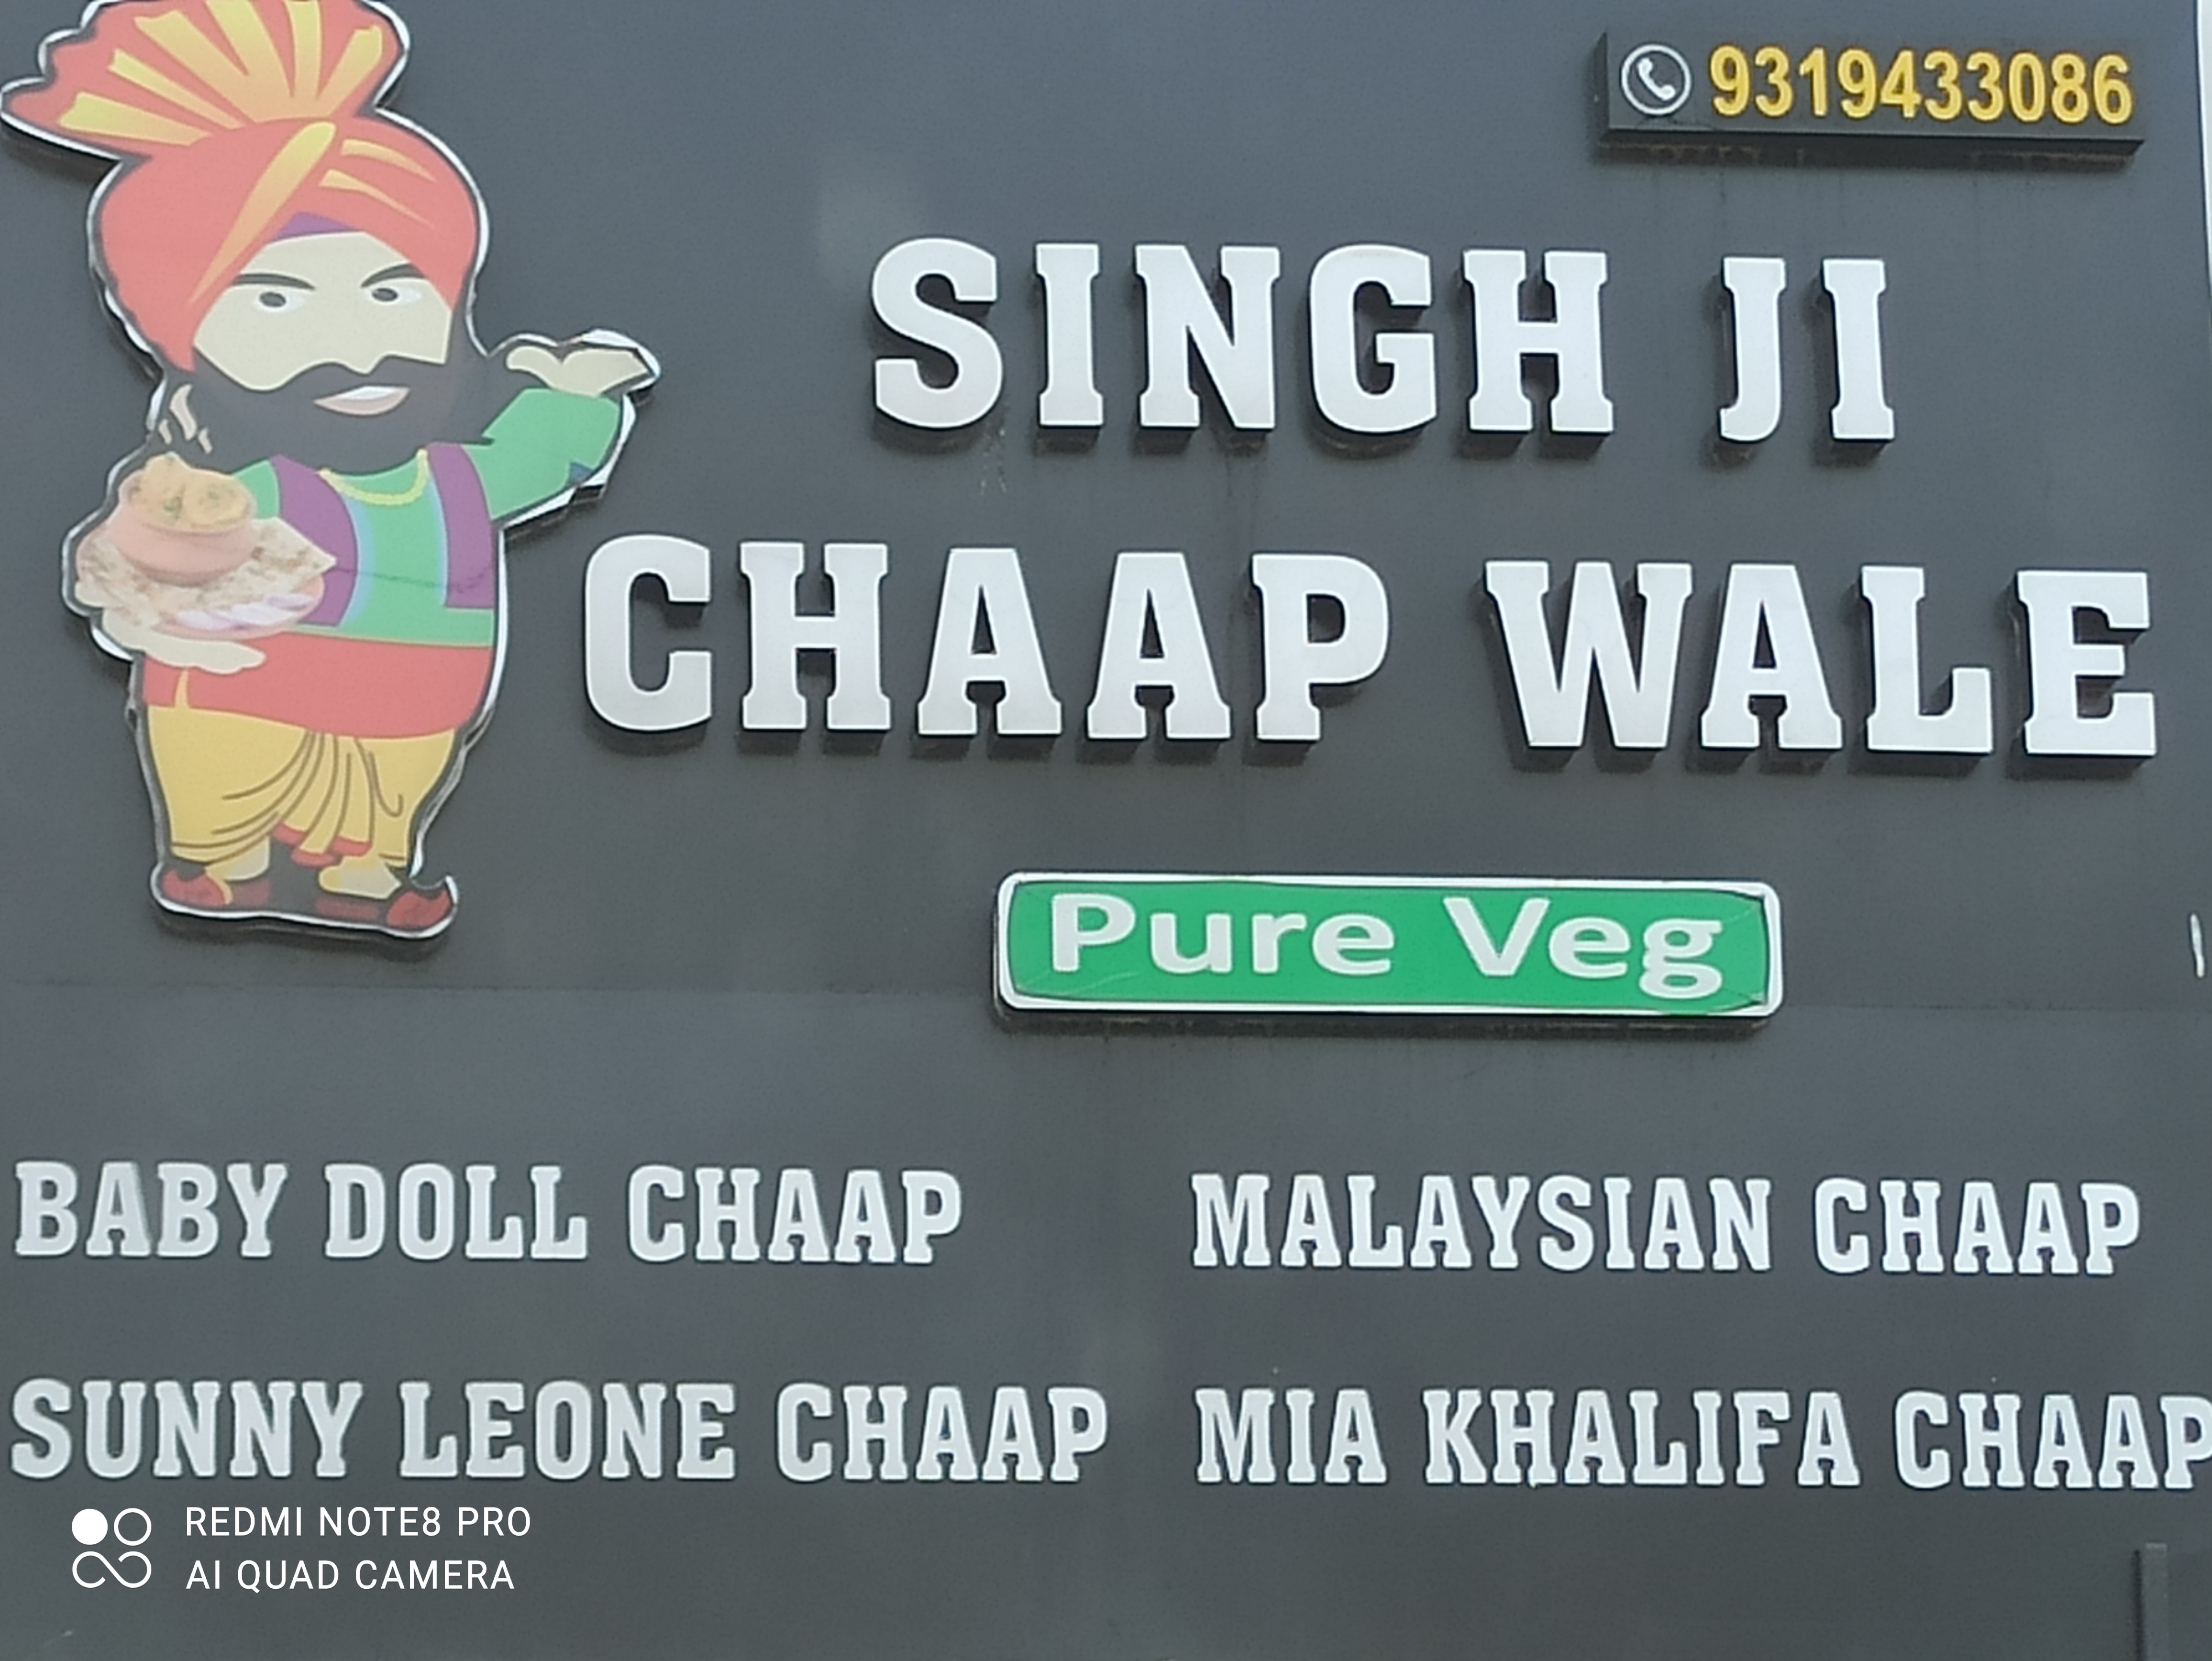 9319433086
SINGH JI
CHAAP WALE
Pure Veg
BABY DOLL CHAAP
MALAYSIAN CHAAP
SUNNY LEONE CHAAP
MIA KHALIFA CHAAP
REDMI NOTE8 PRO
AI QUAD CAMERA